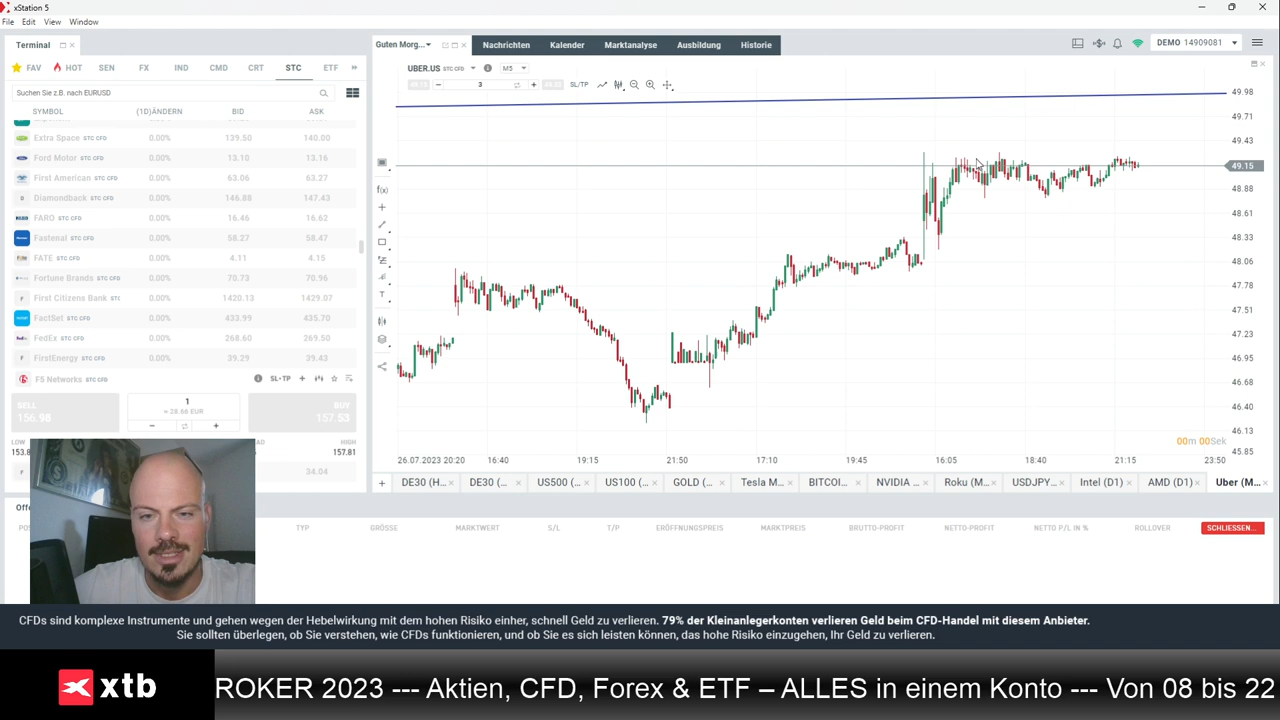 xStation 5
File Edit View Window
Terminal
Guten Morg... Nachrichten Kalender Marktanalyse Ausbildung Historie
DEMO 14909081
FAV HOT SEN FX IND CMD CRT STC ETF
Suchen Sie z.B. nach EURUSD
SYMBOL (1D)ÄNDERN BID ASK
Extra Space STC CFD 0.00% 139.50 140.00
Ford Motor STC CFD 0.00% 13.10 13.16
First American STC CFD 0.00% 63.06 63.27
Diamondback STC CFD 0.00% 146.88 147.43
FARO STC CFD 0.00% 16.46 16.62
Fastenal STC CFD 0.00% 58.27 58.47
FATE STC CFD 0.00% 4.11 4.15
Fortune Brands STC CFD 0.00% 70.73 70.96
First Citizens Bank STC 0.00% 1420.13 1429.07
FactSet STC CFD 0.00% 433.99 435.70
FedEx STC CFD 0.00% 268.60 269.50
FirstEnergy STC CFD 0.00% 39.29 39.43
F5 Networks STC CFD SL-TP
SELL 156.98
1
≈ 28.66 EUR
BUY 157.53
LOW HIGH
157.81
34.04
UBER.US STC CFD M5
3 SL/TP
49.98
49.71
49.43
49.15
48.88
48.61
48.33
48.06
47.78
47.51
47.23
46.95
46.68
46.40
46.13
45.85
00m 00Sek
26.07.2023 20:20 16:40 19:15 21:50 17:10 19:45 16:05 18:40 21:15 23:50
DE30 (H... DE30 (... US500 (... US100 (... GOLD (... Tesla M... BITCOI... NVIDIA ... Roku (M... USDJPY... Intel (D1) AMD (D1) Uber (M...
TYP GRÖSSE MARKTWERT S/L T/P ERÖFFNUNGSPREIS MARKTPREIS BRUTTO-PROFIT NETTO-PROFIT NETTO P/L IN % ROLLOVER SCHLIESSEN...
CFDs sind komplexe Instrumente und gehen wegen der Hebelwirkung mit dem hohen Risiko einher, schnell Geld zu verlieren. 79% der Kleinanlegerkonten verlieren Geld beim CFD-Handel mit diesem Anbieter.
Sie sollten überlegen, ob Sie verstehen, wie CFDs funktionieren, und ob Sie es sich leisten können, das hohe Risiko einzugehen, Ihr Geld zu verlieren.
xtb ROKER 2023 --- Aktien, CFD, Forex & ETF – ALLES in einem Konto --- Von 08 bis 22